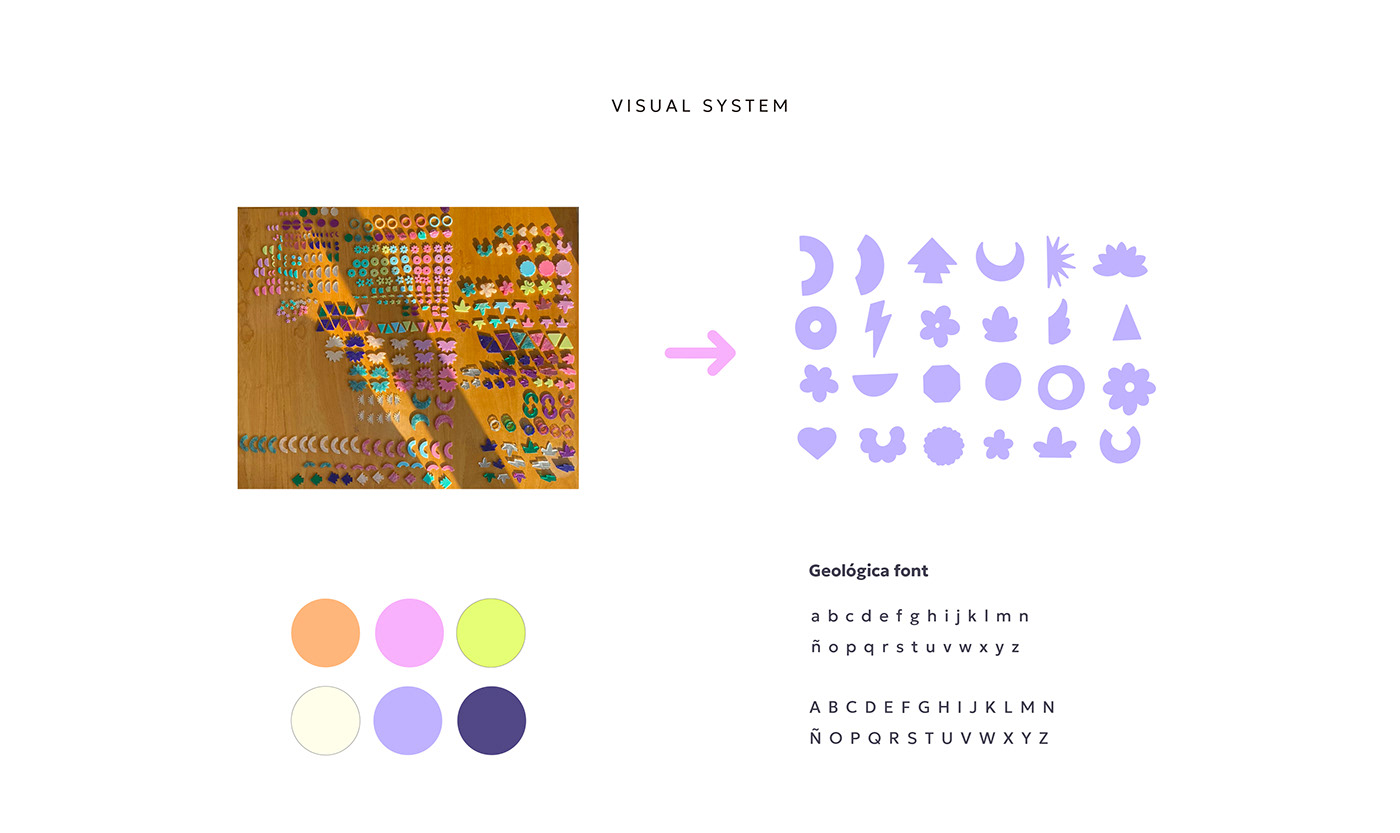 VISUAL SYSTEM
Geológica font
a b c d e f g h i j k l m n
ñ o p q r s t u v w x y z
A B C D E F G H I J K L M N
Ñ O P Q R S T U V W X Y Z